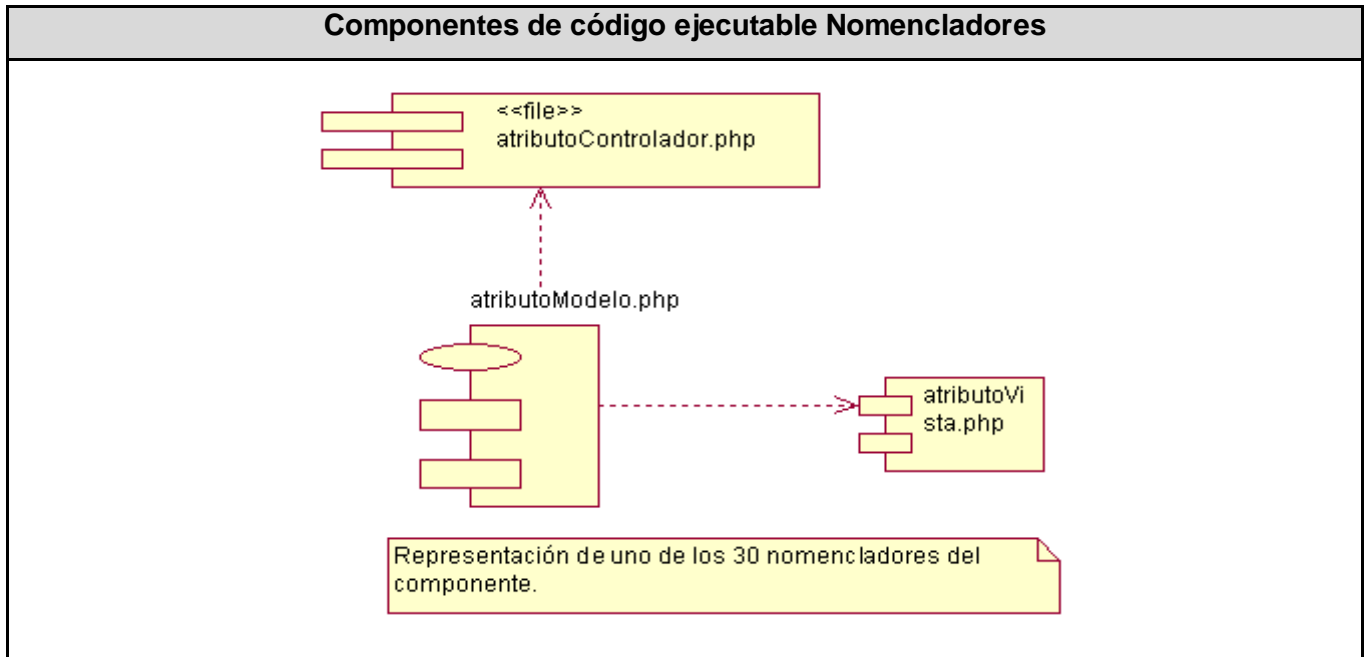 Componentes de código ejecutable Nomencladores
<<file>>
atributoControlador.php
atributoModelo.php
atributoVi
sta.php
Representación de uno de los 30 nomencladores del
componente.